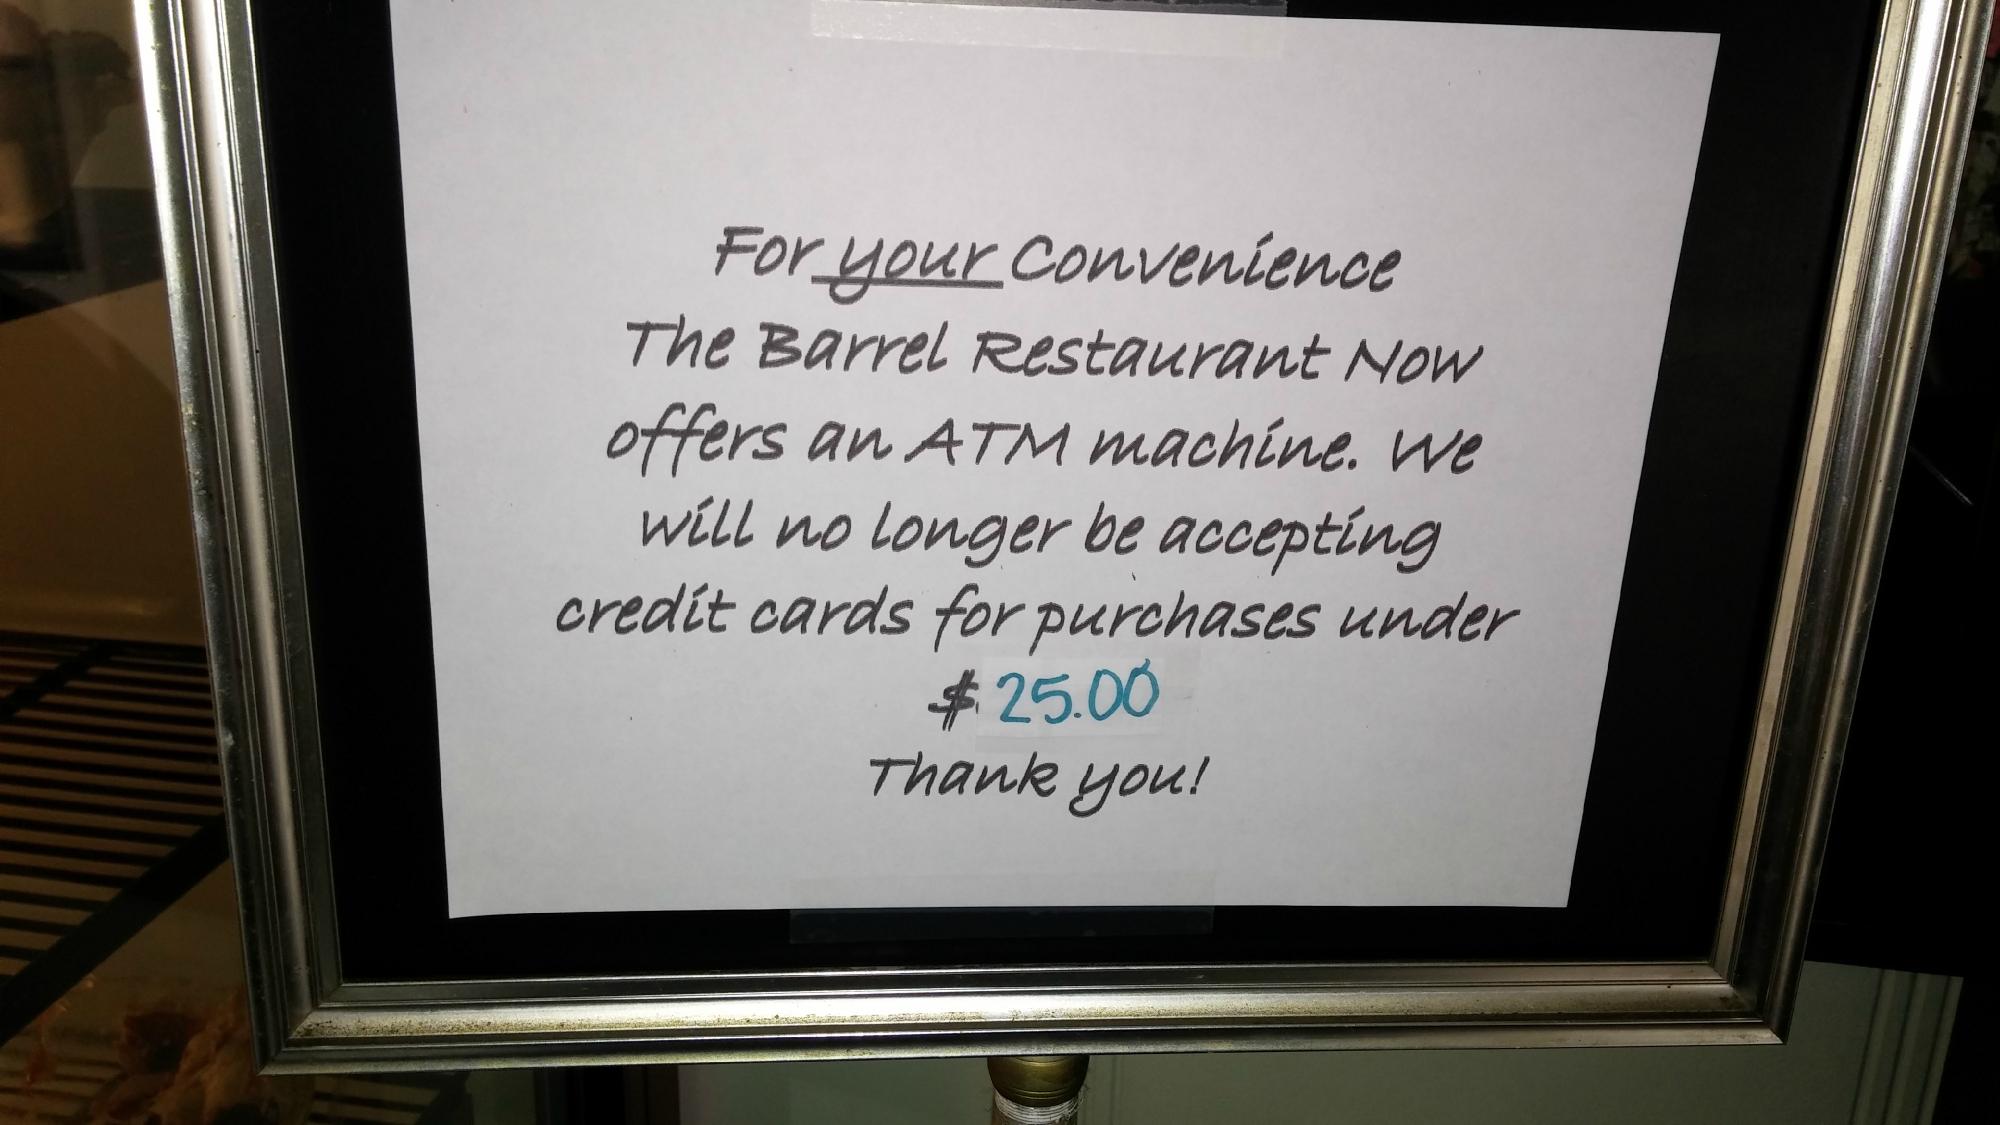 For your Convenience
The Barrel Restaurant Now
offers an ATM machine. We
will no longer be accepting
credit cards for purchases under
$ 25.00
Thank you!